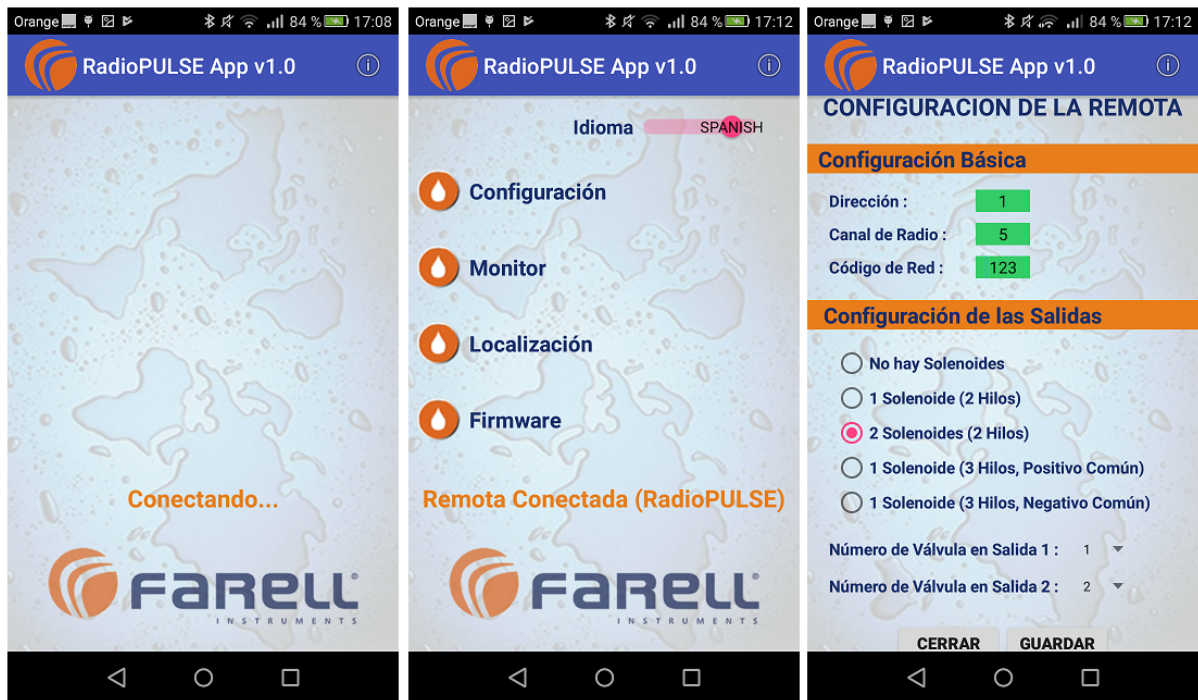 Orange 84 % 17:08
RadioPULSE App v1.0
Conectando...
FARELL
INSTRUMENTS
Orange 84 % 17:12
RadioPULSE App v1.0
Idioma SPANISH
Configuración
Monitor
Localización
Firmware
Remota Conectada (RadioPULSE)
FARELL
INSTRUMENTS
Orange 84 % 17:12
RadioPULSE App v1.0
CONFIGURACION DE LA REMOTA
Configuración Básica
Dirección : 1
Canal de Radio : 5
Código de Red : 123
Configuración de las Salidas
No hay Solenoides
1 Solenoide (2 Hilos)
2 Solenoides (2 Hilos)
1 Solenoide (3 Hilos, Positivo Común)
1 Solenoide (3 Hilos, Negativo Común)
Número de Válvula en Salida 1 : 1
Número de Válvula en Salida 2 : 2
CERRAR GUARDAR